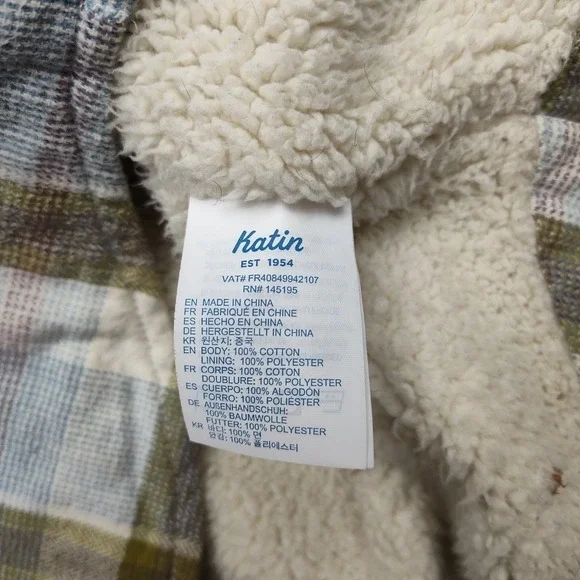 Katin
EST 1954
VAT# FR40849942107
RN# 145195
EN MADE IN CHINA
FR FABRIQUÉ EN CHINE
ES HECHO EN CHINA
DE HERGESTELLT IN CHINA
KR 원산지: 중국
EN BODY: 100% COTTON
LINING: 100% POLYESTER
FR CORPS: 100% COTON
DOUBLURE: 100% POLYESTER
ES CUERPO: 100% ALGODÓN
FORRO: 100% POLIÉSTER
DE AUßENHANDSCHUH:
100% BAUMWOLLE
FUTTER: 100% POLYESTER
KR 바디: 100% 면
안감: 100% 폴리에스터